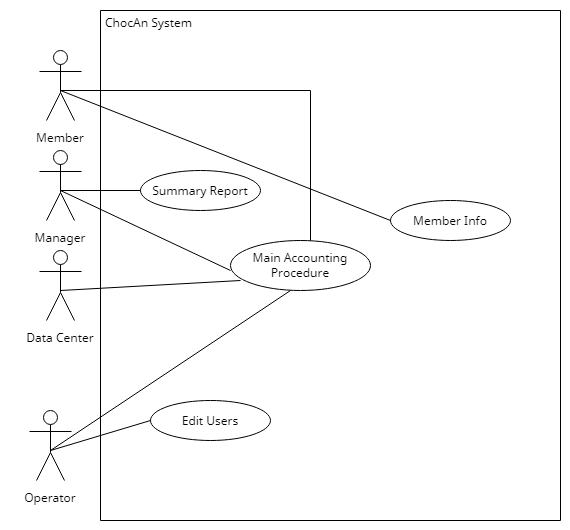 ChocAn System
Member
Summary Report
Manager
Member Info
Main Accounting
Procedure
Data Center
Edit Users
Operator